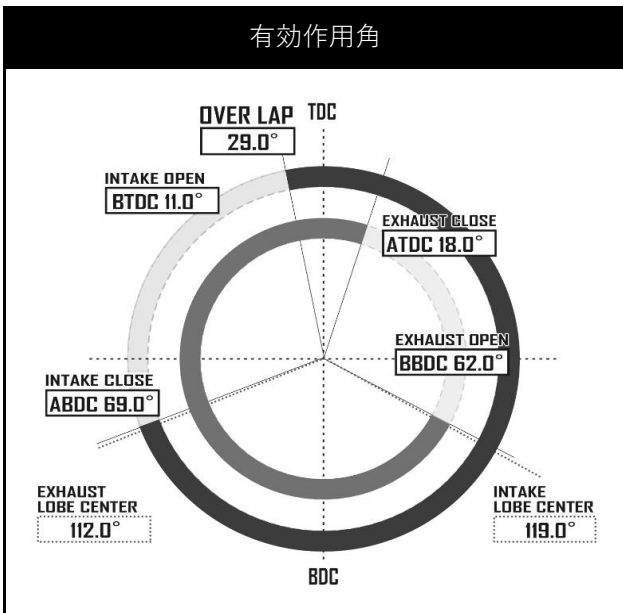 有効作用角
OVER LAP
29.0°
TDC
INTAKE OPEN
BTDC 11.0°
EXHAUST CLOSE
ATDC 18.0°
EXHAUST OPEN
BBDC 62.0°
INTAKE CLOSE
ABDC 69.0°
EXHAUST
LOBE CENTER
112.0°
INTAKE
LOBE CENTER
119.0°
BDC